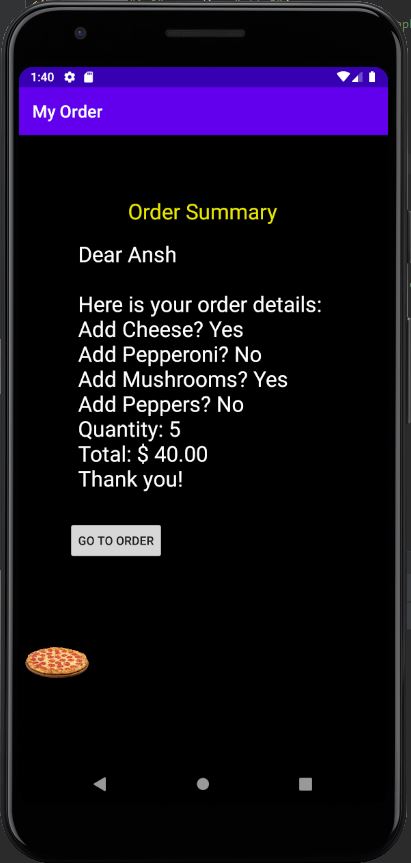 1:40
My Order
Order Summary
Dear Ansh
Here is your order details:
Add Cheese? Yes
Add Pepperoni? No
Add Mushrooms? Yes
Add Peppers? No
Quantity: 5
Total: $ 40.00
Thank you!
GO TO ORDER